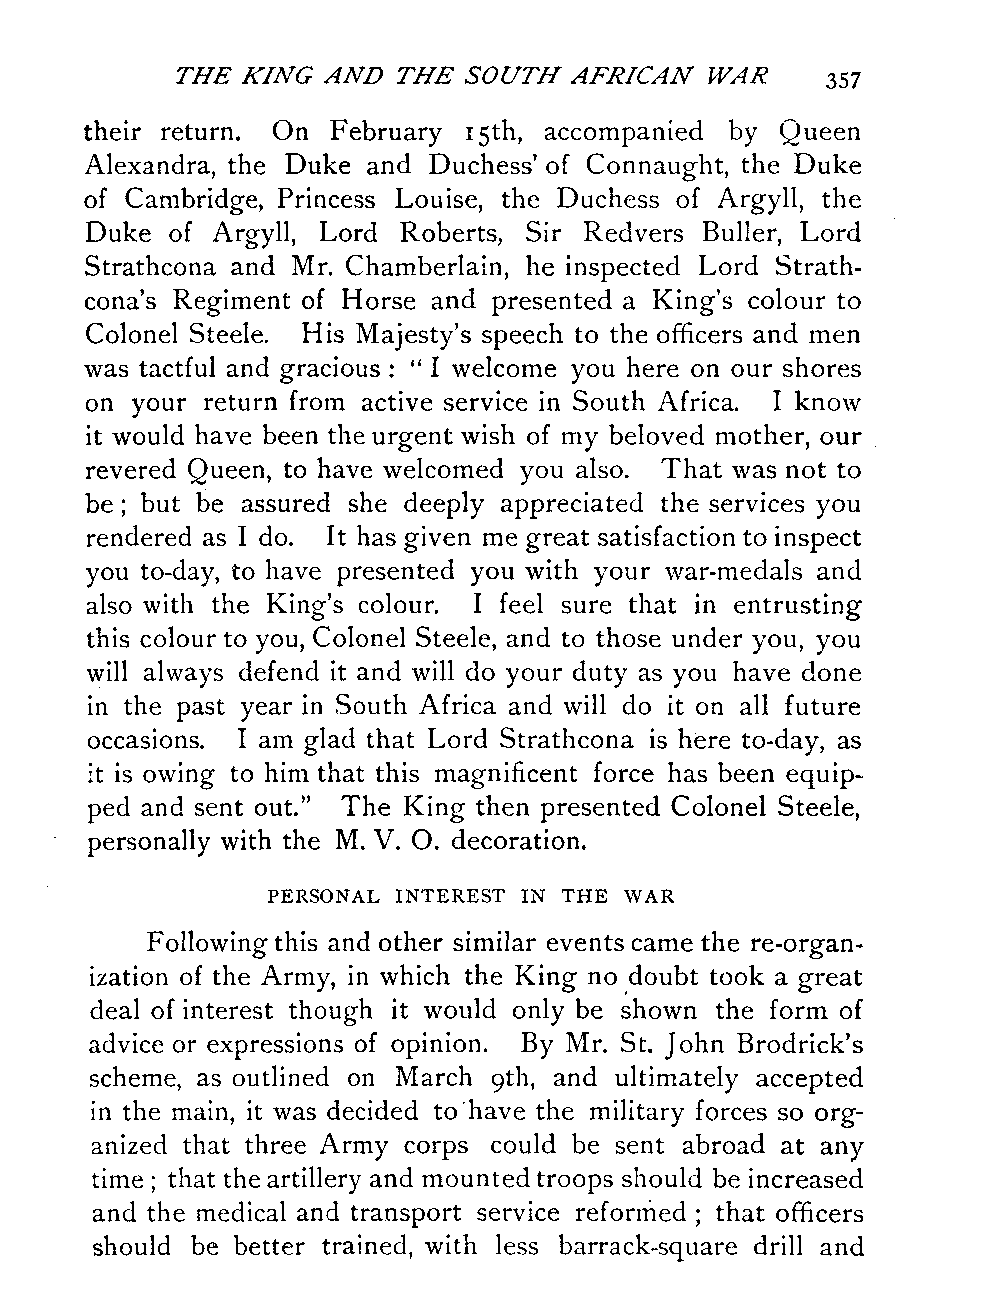 THE KING AND THE SOUTH AFRICAN WAR 357
their return. On February 15th, accompanied by Queen
Alexandra, the Duke and Duchess' of Connaught, the Duke
of Cambridge, Princess Louise, the Duchess of Argyll, the
Duke of Argyll, Lord Roberts, Sir Redvers Buller, Lord
Strathcona and Mr. Chamberlain, he inspected Lord Strath-
cona's Regiment of Horse and presented a King's colour to
Colonel Steele. His Majesty's speech to the officers and men
was tactful and gracious : “ I welcome you here on our shores
on your return from active service in South Africa. I know
it would have been the urgent wish of my beloved mother, our
revered Queen, to have welcomed you also. That was not to
be ; but be assured she deeply appreciated the services you
rendered as I do. It has given me great satisfaction to inspect
you to-day, to have presented you with your war-medals and
also with the King's colour. I feel sure that in entrusting
this colour to you, Colonel Steele, and to those under you, you
will always defend it and will do your duty as you have done
in the past year in South Africa and will do it on all future
occasions. I am glad that Lord Strathcona is here to-day, as
it is owing to him that this magnificent force has been equip-
ped and sent out.” The King then presented Colonel Steele,
personally with the M. V. O. decoration.
PERSONAL INTEREST IN THE WAR
Following this and other similar events came the re-organ-
ization of the Army, in which the King no doubt took a great
deal of interest though it would only be shown the form of
advice or expressions of opinion. By Mr. St. John Brodrick's
scheme, as outlined on March 9th, and ultimately accepted
in the main, it was decided to have the military forces so org-
anized that three Army corps could be sent abroad at any
time ; that the artillery and mounted troops should be increased
and the medical and transport service reformed ; that officers
should be better trained, with less barrack-square drill and